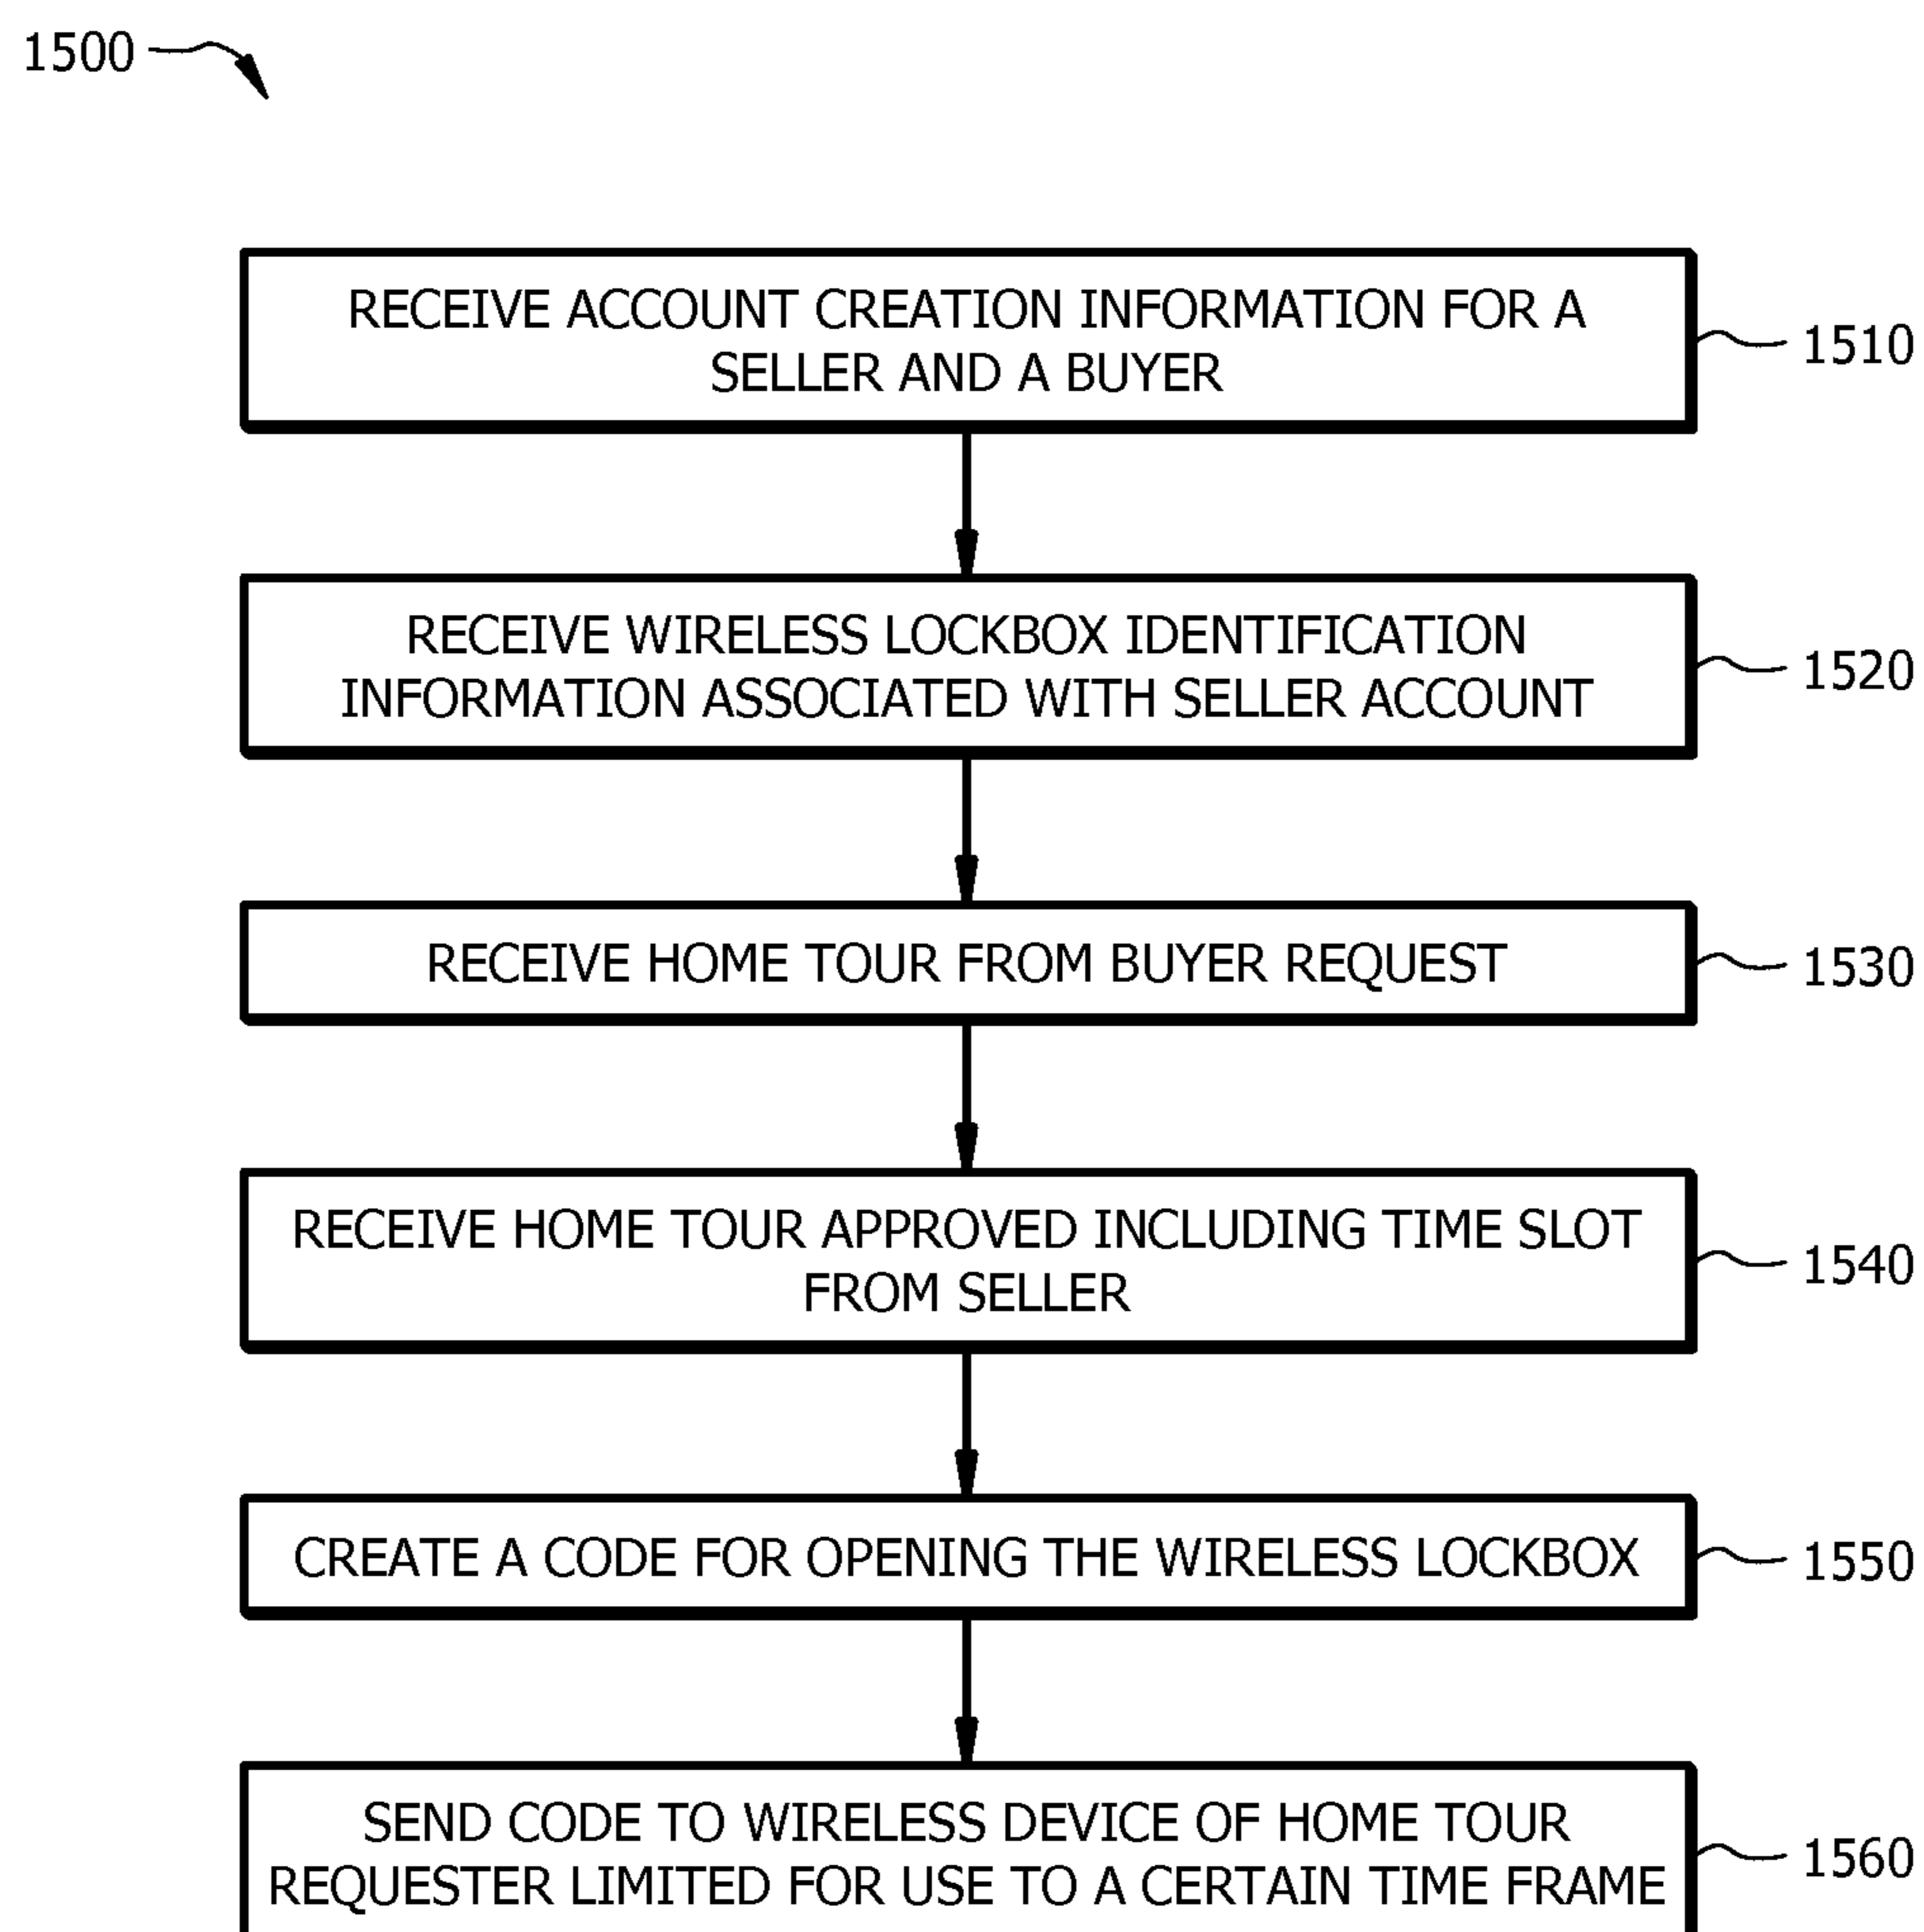 1500
RECEIVE ACCOUNT CREATION INFORMATION FOR A
SELLER AND A BUYER
1510
RECEIVE WIRELESS LOCKBOX IDENTIFICATION
INFORMATION ASSOCIATED WITH SELLER ACCOUNT
1520
RECEIVE HOME TOUR FROM BUYER REQUEST
1530
RECEIVE HOME TOUR APPROVED INCLUDING TIME SLOT
FROM SELLER
1540
CREATE A CODE FOR OPENING THE WIRELESS LOCKBOX
1550
SEND CODE TO WIRELESS DEVICE OF HOME TOUR
REQUESTER LIMITED FOR USE TO A CERTAIN TIME FRAME
1560